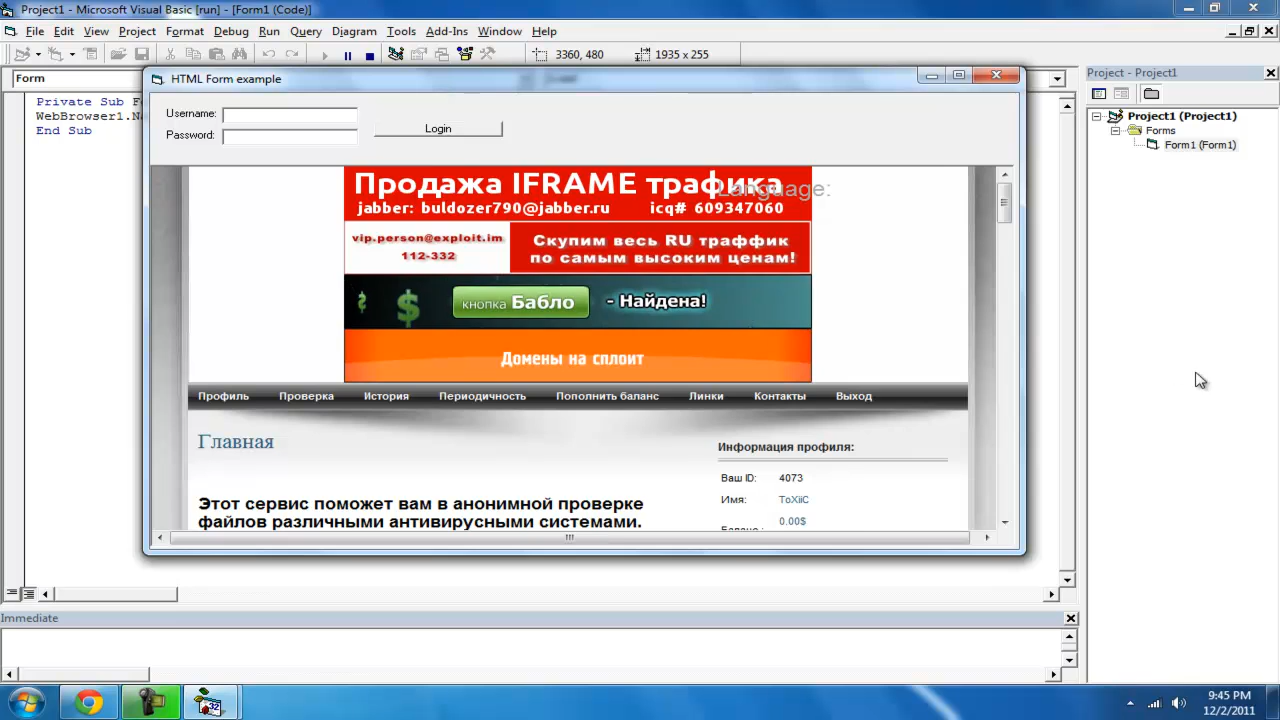 Project1 - Microsoft Visual Basic [run] - [Form1 (Code)]
File Edit View Project Format Debug Run Query Diagram Tools Add-Ins Window Help
3360, 480 1935 x 255
Form
Private Sub F
WebBrowser1.Na
End Sub
HTML Form example
Username:
Password:
Login
Продажа IFRAME трафика
Language:
jabber: buldozer790@jabber.ru icq# 609347060
vip.person@exploit.im
112-332
Скупим весь RU траффик
по самым высоким ценам!
$ $ кнопка Бабло - Найдена!
Домены на сплоит
Профиль Проверка История Периодичность Пополнить баланс Линки Контакты Выход
Главная
Информация профиля:
Ваш ID: 4073
Имя: ToXiiC
Баланс : 0.00$
Этот сервис поможет вам в анонимной проверке
файлов различными антивирусными системами.
Project - Project1
Project1 (Project1)
Forms
Form1 (Form1)
Immediate
32
9:45 PM
12/2/2011